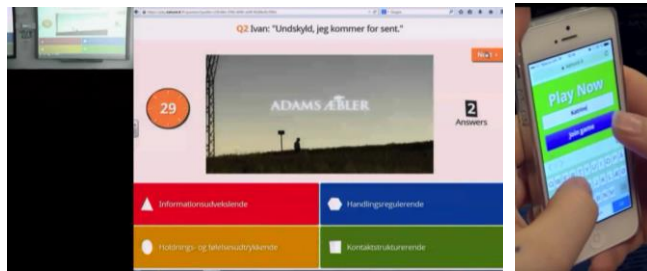 Q2 Ivan: "Undskyld, jeg kommer for sent."
29
ADAMS ÆBLER
2
Answers
Informationsudvekslende
Handlingsregulerende
Holdnings- og følelsesudtrykkende
Kontaktstrukturerende
Play Now
Join game